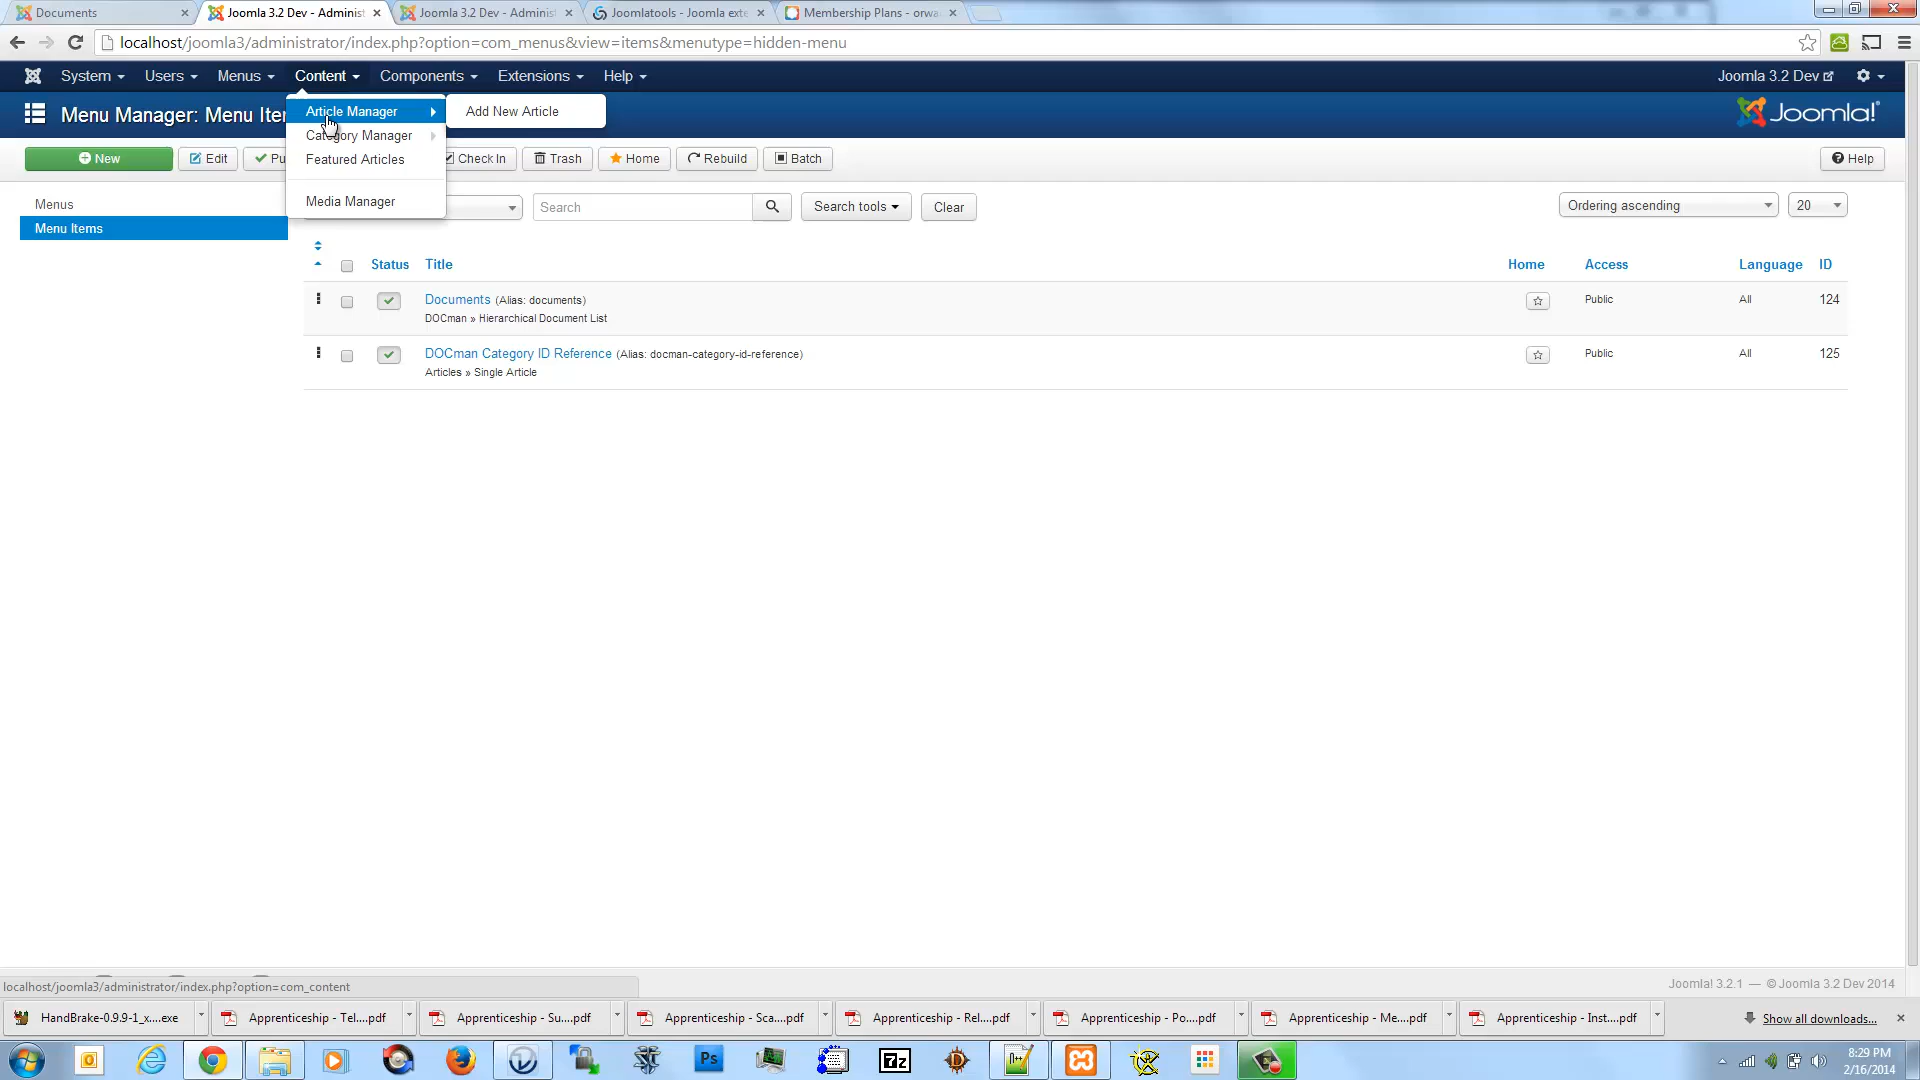 Documents
Joomla 3.2 Dev - Administ
Joomla 3.2 Dev - Administ
Joomlatools - Joomla exte
Membership Plans - orwa
localhost/joomla3/administrator/index.php?option=com_menus&view=items&menutype=hidden-menu
System Users Menus Content Components Extensions Help Joomla 3.2 Dev
Menu Manager: Menu Iter Joomla!
Article Manager Add New Article
Category Manager
Featured Articles
Media Manager
New Edit Pu Check In Trash Home Rebuild Batch Help
Menus
Menu Items
Search Search tools Clear Ordering ascending 20
Status Title Home Access Language ID
Documents (Alias: documents) Public All 124
DOCman » Hierarchical Document List
DOCman Category ID Reference (Alias: docman-category-id-reference) Public All 125
Articles » Single Article
localhost/joomla3/administrator/index.php?option=com_content
Joomla! 3.2.1 — © Joomla 3.2 Dev 2014
HandBrake-0.9.9-1_x....exe
Apprenticeship - Tel....pdf
Apprenticeship - Su....pdf
Apprenticeship - Sca....pdf
Apprenticeship - Rel....pdf
Apprenticeship - Po....pdf
Apprenticeship - Me....pdf
Apprenticeship - Inst....pdf
Show all downloads...
Ps
7z
8:29 PM
2/16/2014